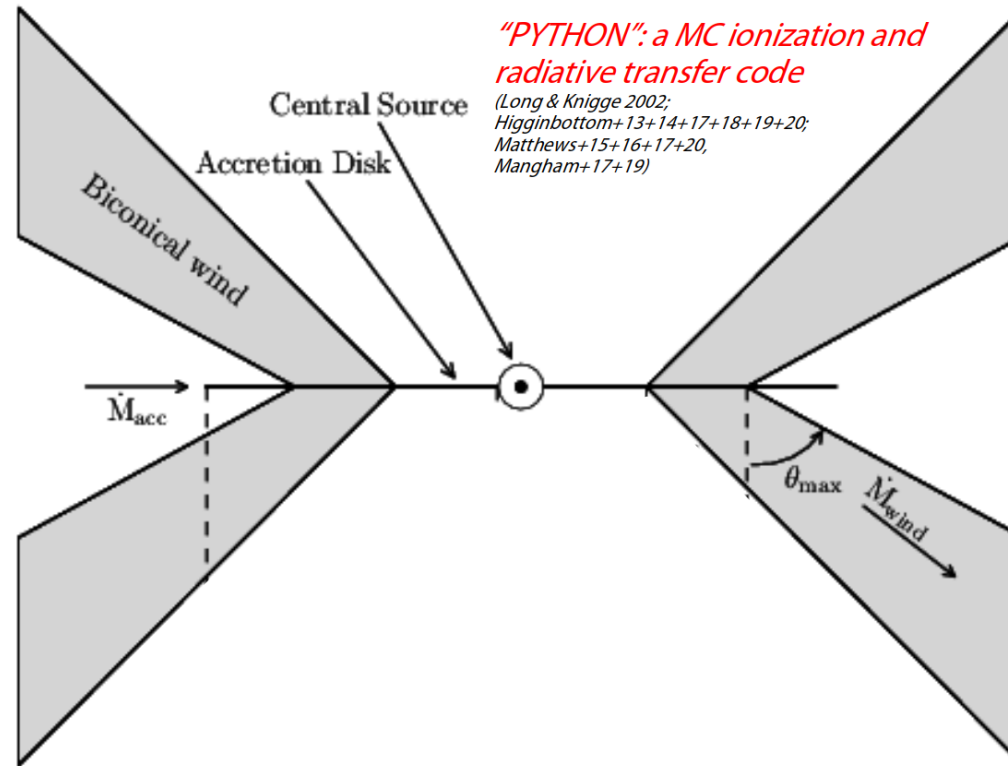 “PYTHON”: a MC ionization and
radiative transfer code
(Long & Knigge 2002;
Higginbottom+13+14+17+18+19+20;
Matthews+15+16+17+20,
Mangham+17+19)
Central Source
Accretion Disk
Biconical wind
Ṁacc
θmax
Ṁwind